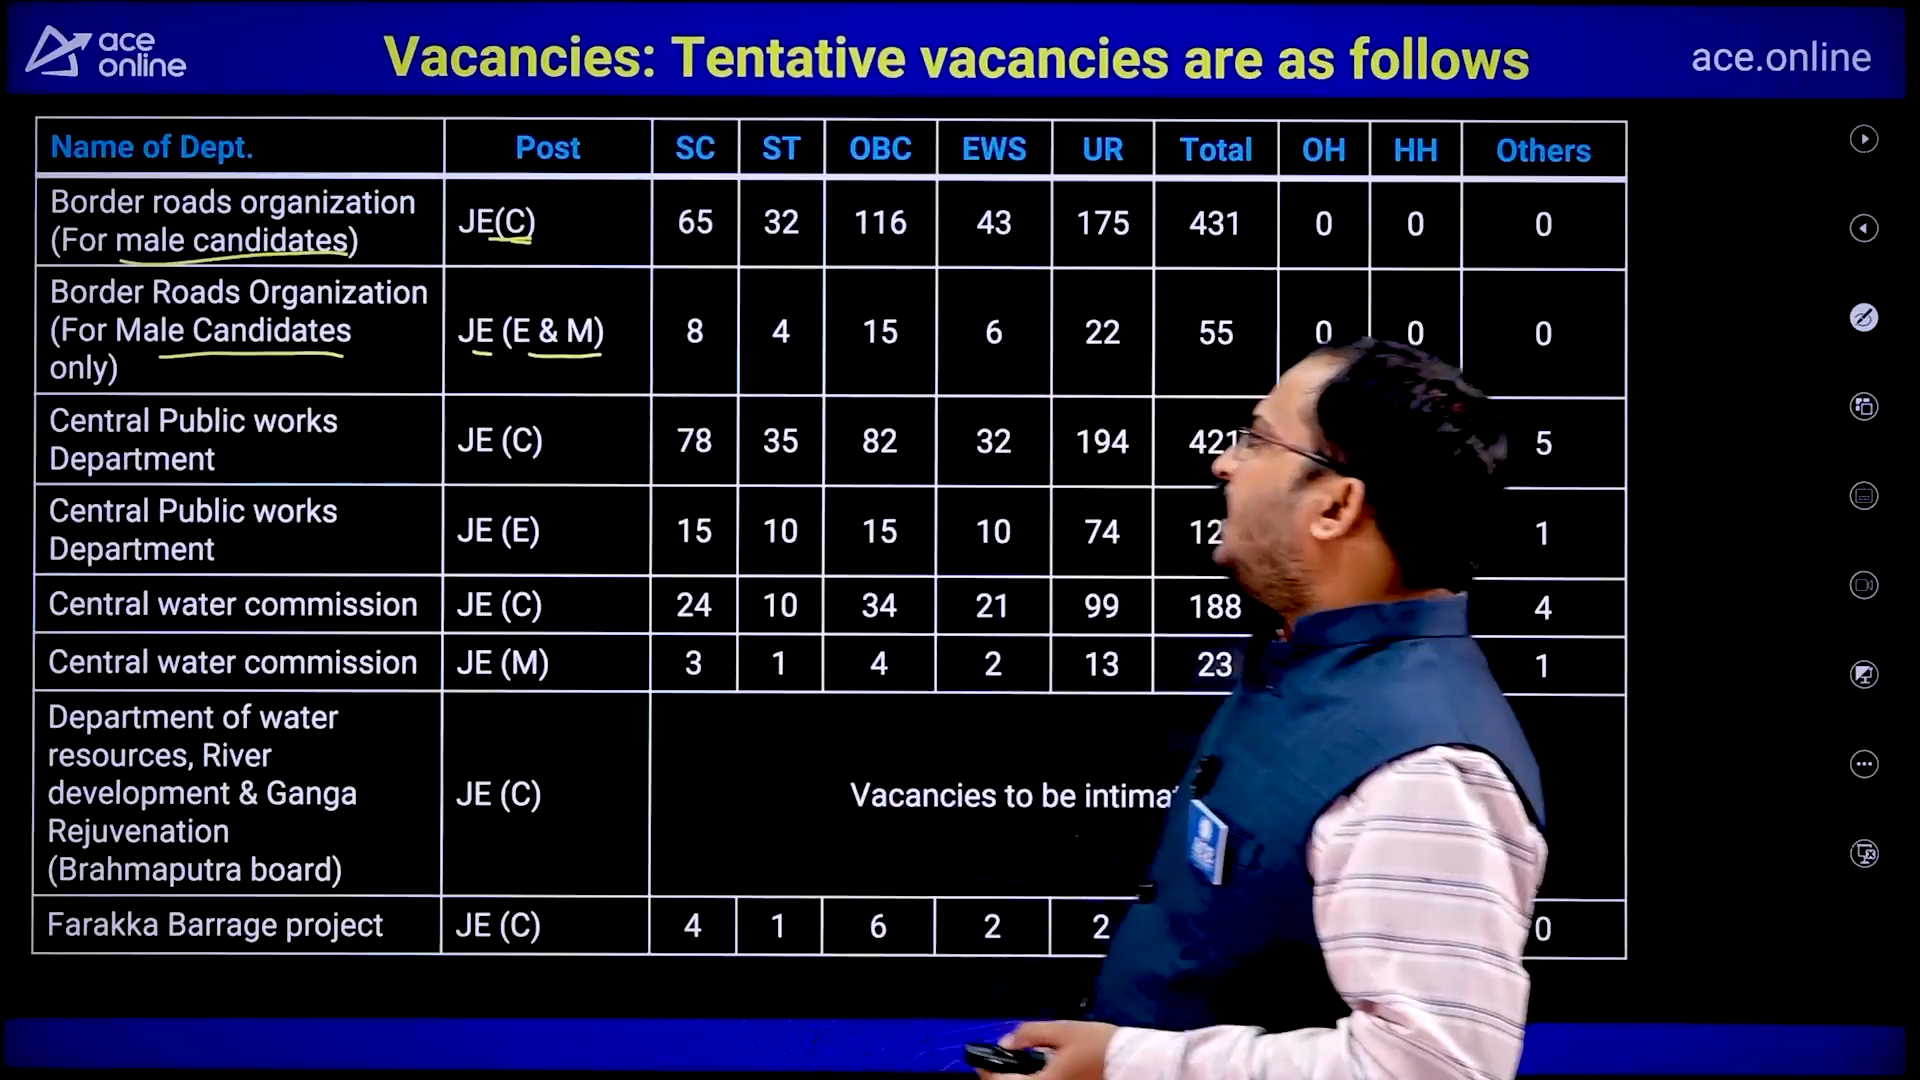 ace
online
Vacancies: Tentative vacancies are as follows
ace.online
Name of Dept. Post SC ST OBC EWS UR Total OH HH Others
Border roads organization
(For male candidates) JE(C) 65 32 116 43 175 431 0 0 0
Border Roads Organization
(For Male Candidates
only) JE (E & M) 8 4 15 6 22 55 0 0 0
Central Public works
Department JE (C) 78 35 82 32 194 421 5
Central Public works
Department JE (E) 15 10 15 10 74 1
Central water commission JE (C) 24 10 34 21 99 188 4
Central water commission JE (M) 3 1 4 2 13 23 1
Department of water
resources, River
development & Ganga
Rejuvenation
(Brahmaputra board) JE (C) Vacancies to be
Farakka Barrage project JE (C) 4 1 6 2 2 0